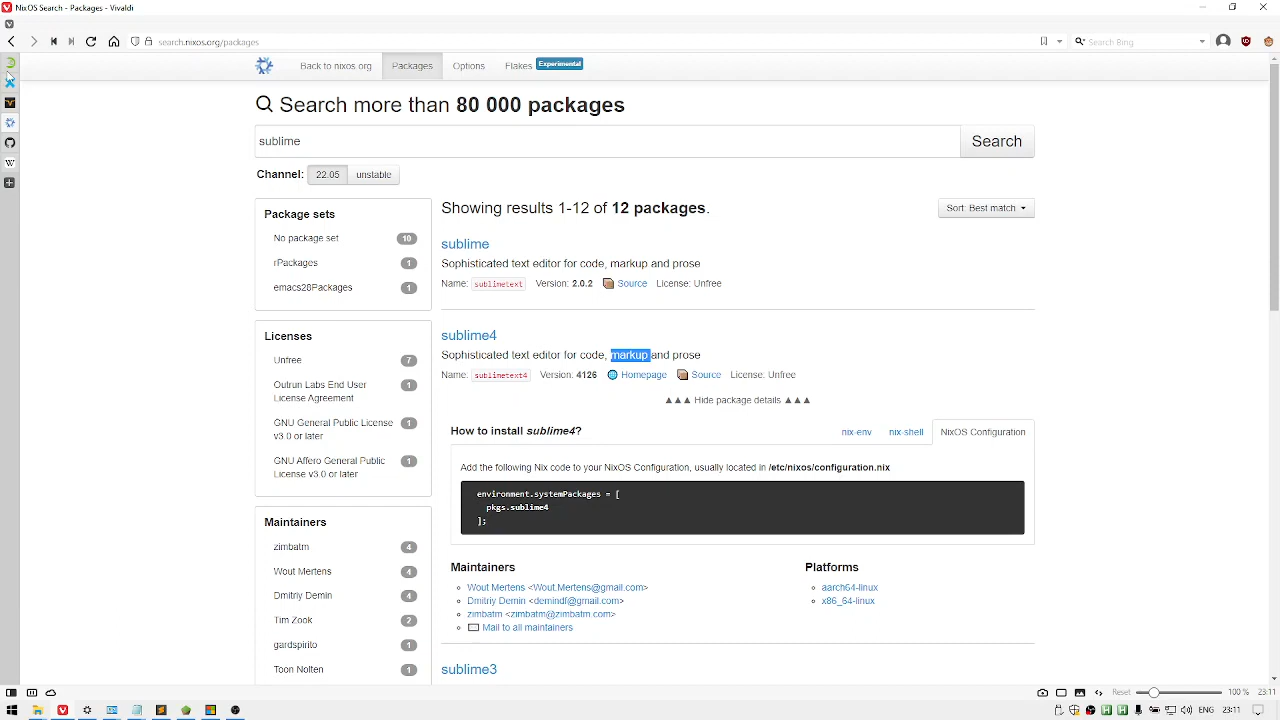 NixOS Search - Packages - Vivaldi
search.nixos.org/packages
Search Bing
Back to nixos.org
Packages
Options
Flakes
Experimental
Search more than 80 000 packages
sublime
Search
Channel:
22.05
unstable
Package sets
No package set
10
rPackages
1
emacs28Packages
1
Licenses
Unfree
7
Outrun Labs End User
License Agreement
1
GNU General Public License
v3.0 or later
1
GNU Affero General Public
License v3.0 or later
1
Maintainers
zimbatm
4
Wout Mertens
4
Dmitriy Demin
4
Tim Zook
2
gardspirito
1
Toon Nolten
1
Showing results 1-12 of 12 packages.
Sort: Best match
sublime
Sophisticated text editor for code, markup and prose
Name: sublimetext Version: 2.0.2 Source License: Unfree
sublime4
Sophisticated text editor for code, markup and prose
Name: sublimetext4 Version: 4126 Homepage Source License: Unfree
▲▲▲ Hide package details ▲▲▲
How to install sublime4?
nix-env
nix-shell
NixOS Configuration
Add the following Nix code to your NixOS Configuration, usually located in /etc/nixos/configuration.nix
environment.systemPackages = [
pkgs.sublime4
];
Maintainers
Wout Mertens <Wout.Mertens@gmail.com>
Dmitriy Demin <demindf@gmail.com>
zimbatm <zimbatm@zimbatm.com>
Mail to all maintainers
Platforms
aarch64-linux
x86_64-linux
sublime3
Reset
100 %
23:11
ENG
23:11